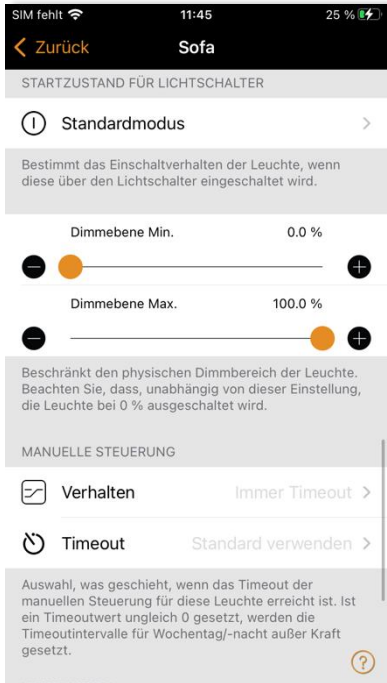 SIM fehlt 11:45 25 %
Zurück Sofa
STARTZUSTAND FÜR LICHTSCHALTER
Standardmodus
Bestimmt das Einschaltverhalten der Leuchte, wenn
diese über den Lichtschalter eingeschaltet wird.
Dimmebene Min. 0.0 %
Dimmebene Max. 100.0 %
Beschränkt den physischen Dimmbereich der Leuchte.
Beachten Sie, dass, unabhängig von dieser Einstellung,
die Leuchte bei 0 % ausgeschaltet wird.
MANUELLE STEUERUNG
Verhalten Immer Timeout
Timeout Standard verwenden
Auswahl, was geschieht, wenn das Timeout der
manuellen Steuerung für diese Leuchte erreicht ist. Ist
ein Timeoutwert ungleich 0 gesetzt, werden die
Timeoutintervalle für Wochentag/-nacht außer Kraft
gesetzt.
?